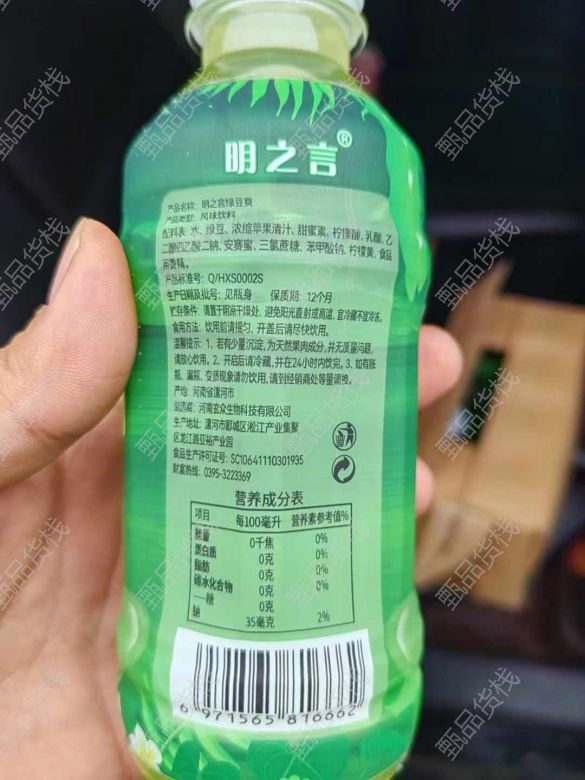 明之言®
产品名称：明之言绿豆爽
产品类型：风味饮料
配料表：水、绿豆、浓缩苹果清汁、甜蜜素、柠檬酸、乳酸、乙
二胺四乙酸二钠、安赛蜜、三氯蔗糖、苯甲酸钠、柠檬黄、食品
用香精。
产品标准号：Q/HXS0002S
生产日期及批号：见瓶身 保质期：12个月
贮存条件：请置于阴凉干燥处、避免阳光直射或高温，宜冷藏不宜冷冻。
食用方法：饮用前请摇匀，开盖后请尽快饮用。
温馨提示：1、若有少量沉淀，为天然果肉成分，并无质量问题，
请放心饮用。2、开启后请冷藏，并在24小时内饮完。3、如有胀
瓶、漏瓶、变质现象请勿饮用，请到经销商处等量调换。
产地：河南省漯河市
制造商：河南玄众生物科技有限公司
生产地址：漯河市郾城区淞江产业集聚
区龙江路亚裕产业园
食品生产许可证号：SC10641110301935
财富热线：0395-3223369
营养成分表
项目 每100毫升 营养素参考值%
能量 0千焦 0%
蛋白质 0克 0%
脂肪 0克 0%
碳水化合物 0克 0%
—糖 0克
钠 35毫克 2%
6 971565 816662
甄品货栈